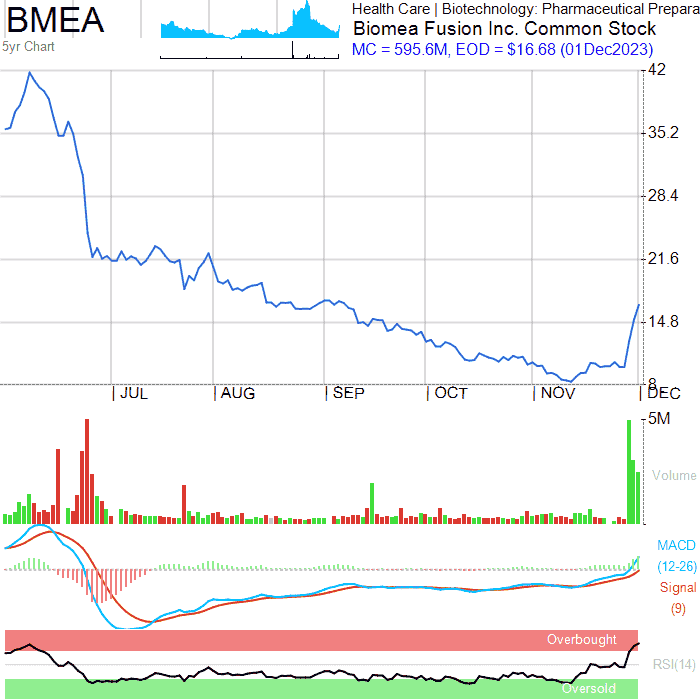 BMEA
5yr Chart
Health Care | Biotechnology: Pharmaceutical Prepara
Biomea Fusion Inc. Common Stock
MC = 595.6M, EOD = $16.68 (01Dec2023)
42
35.2
28.4
21.6
14.8
8
JUL AUG SEP OCT NOV DEC
5M
Volume
MACD
(12-26)
Signal
(9)
Overbought
RSI(14)
Oversold